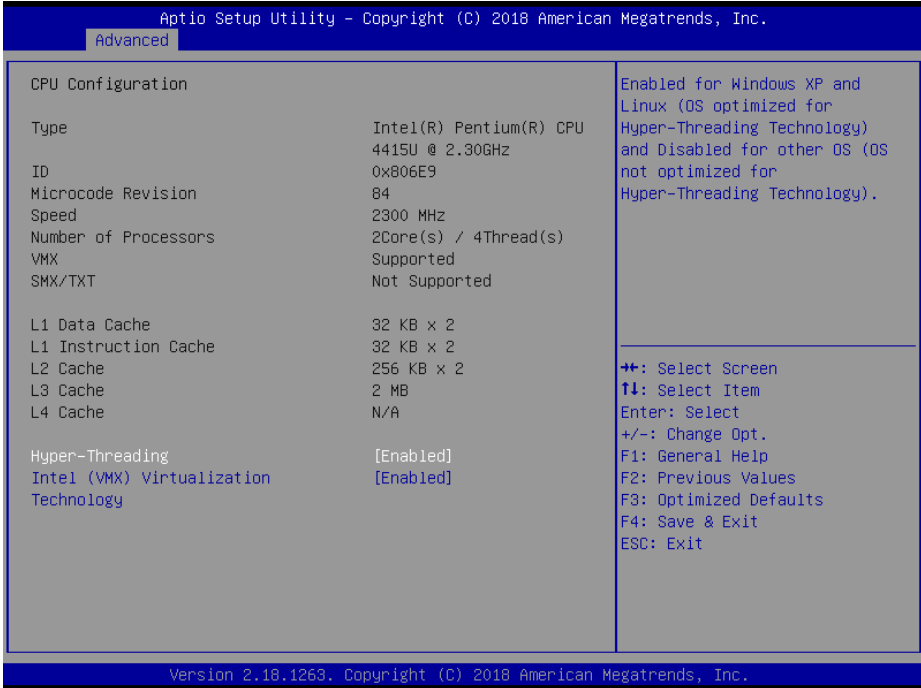 Aptio Setup Utility – Copyright (C) 2018 American Megatrends, Inc.
Advanced
CPU Configuration
Type Intel(R) Pentium(R) CPU
4415U @ 2.30GHz
ID 0x806E9
Microcode Revision 84
Speed 2300 MHz
Number of Processors 2Core(s) / 4Thread(s)
VMX Supported
SMX/TXT Not Supported
L1 Data Cache 32 KB x 2
L1 Instruction Cache 32 KB x 2
L2 Cache 256 KB x 2
L3 Cache 2 MB
L4 Cache N/A
Hyper-Threading [Enabled]
Intel (VMX) Virtualization [Enabled]
Technology
Enabled for Windows XP and
Linux (OS optimized for
Hyper-Threading Technology)
and Disabled for other OS (OS
not optimized for
Hyper-Threading Technology).
→←: Select Screen
↑↓: Select Item
Enter: Select
+/-: Change Opt.
F1: General Help
F2: Previous Values
F3: Optimized Defaults
F4: Save & Exit
ESC: Exit
Version 2.18.1263. Copyright (C) 2018 American Megatrends, Inc.